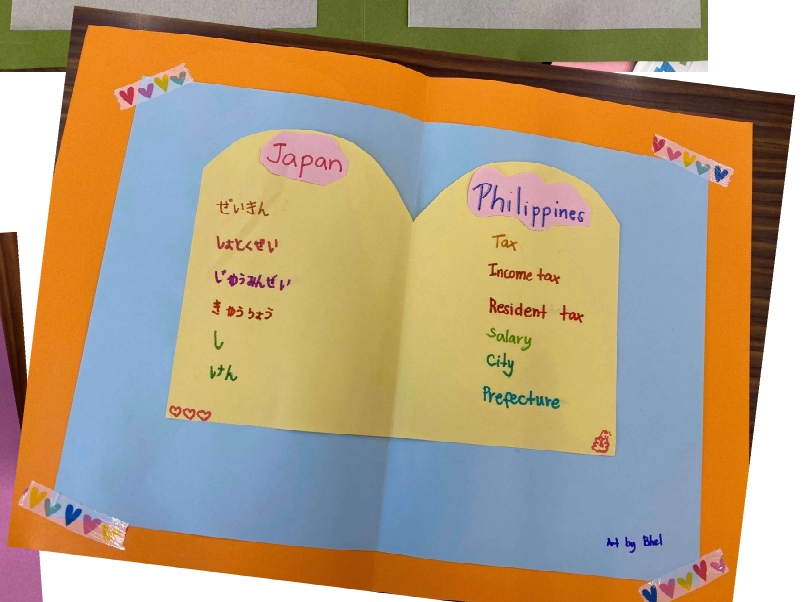 Japan
ぜいきん
しょとくぜい
じゅうみんぜい
きゅうりょう
し
けん
Philippines
Tax
Income tax
Resident tax
Salary
City
Prefecture
Art by Bhel